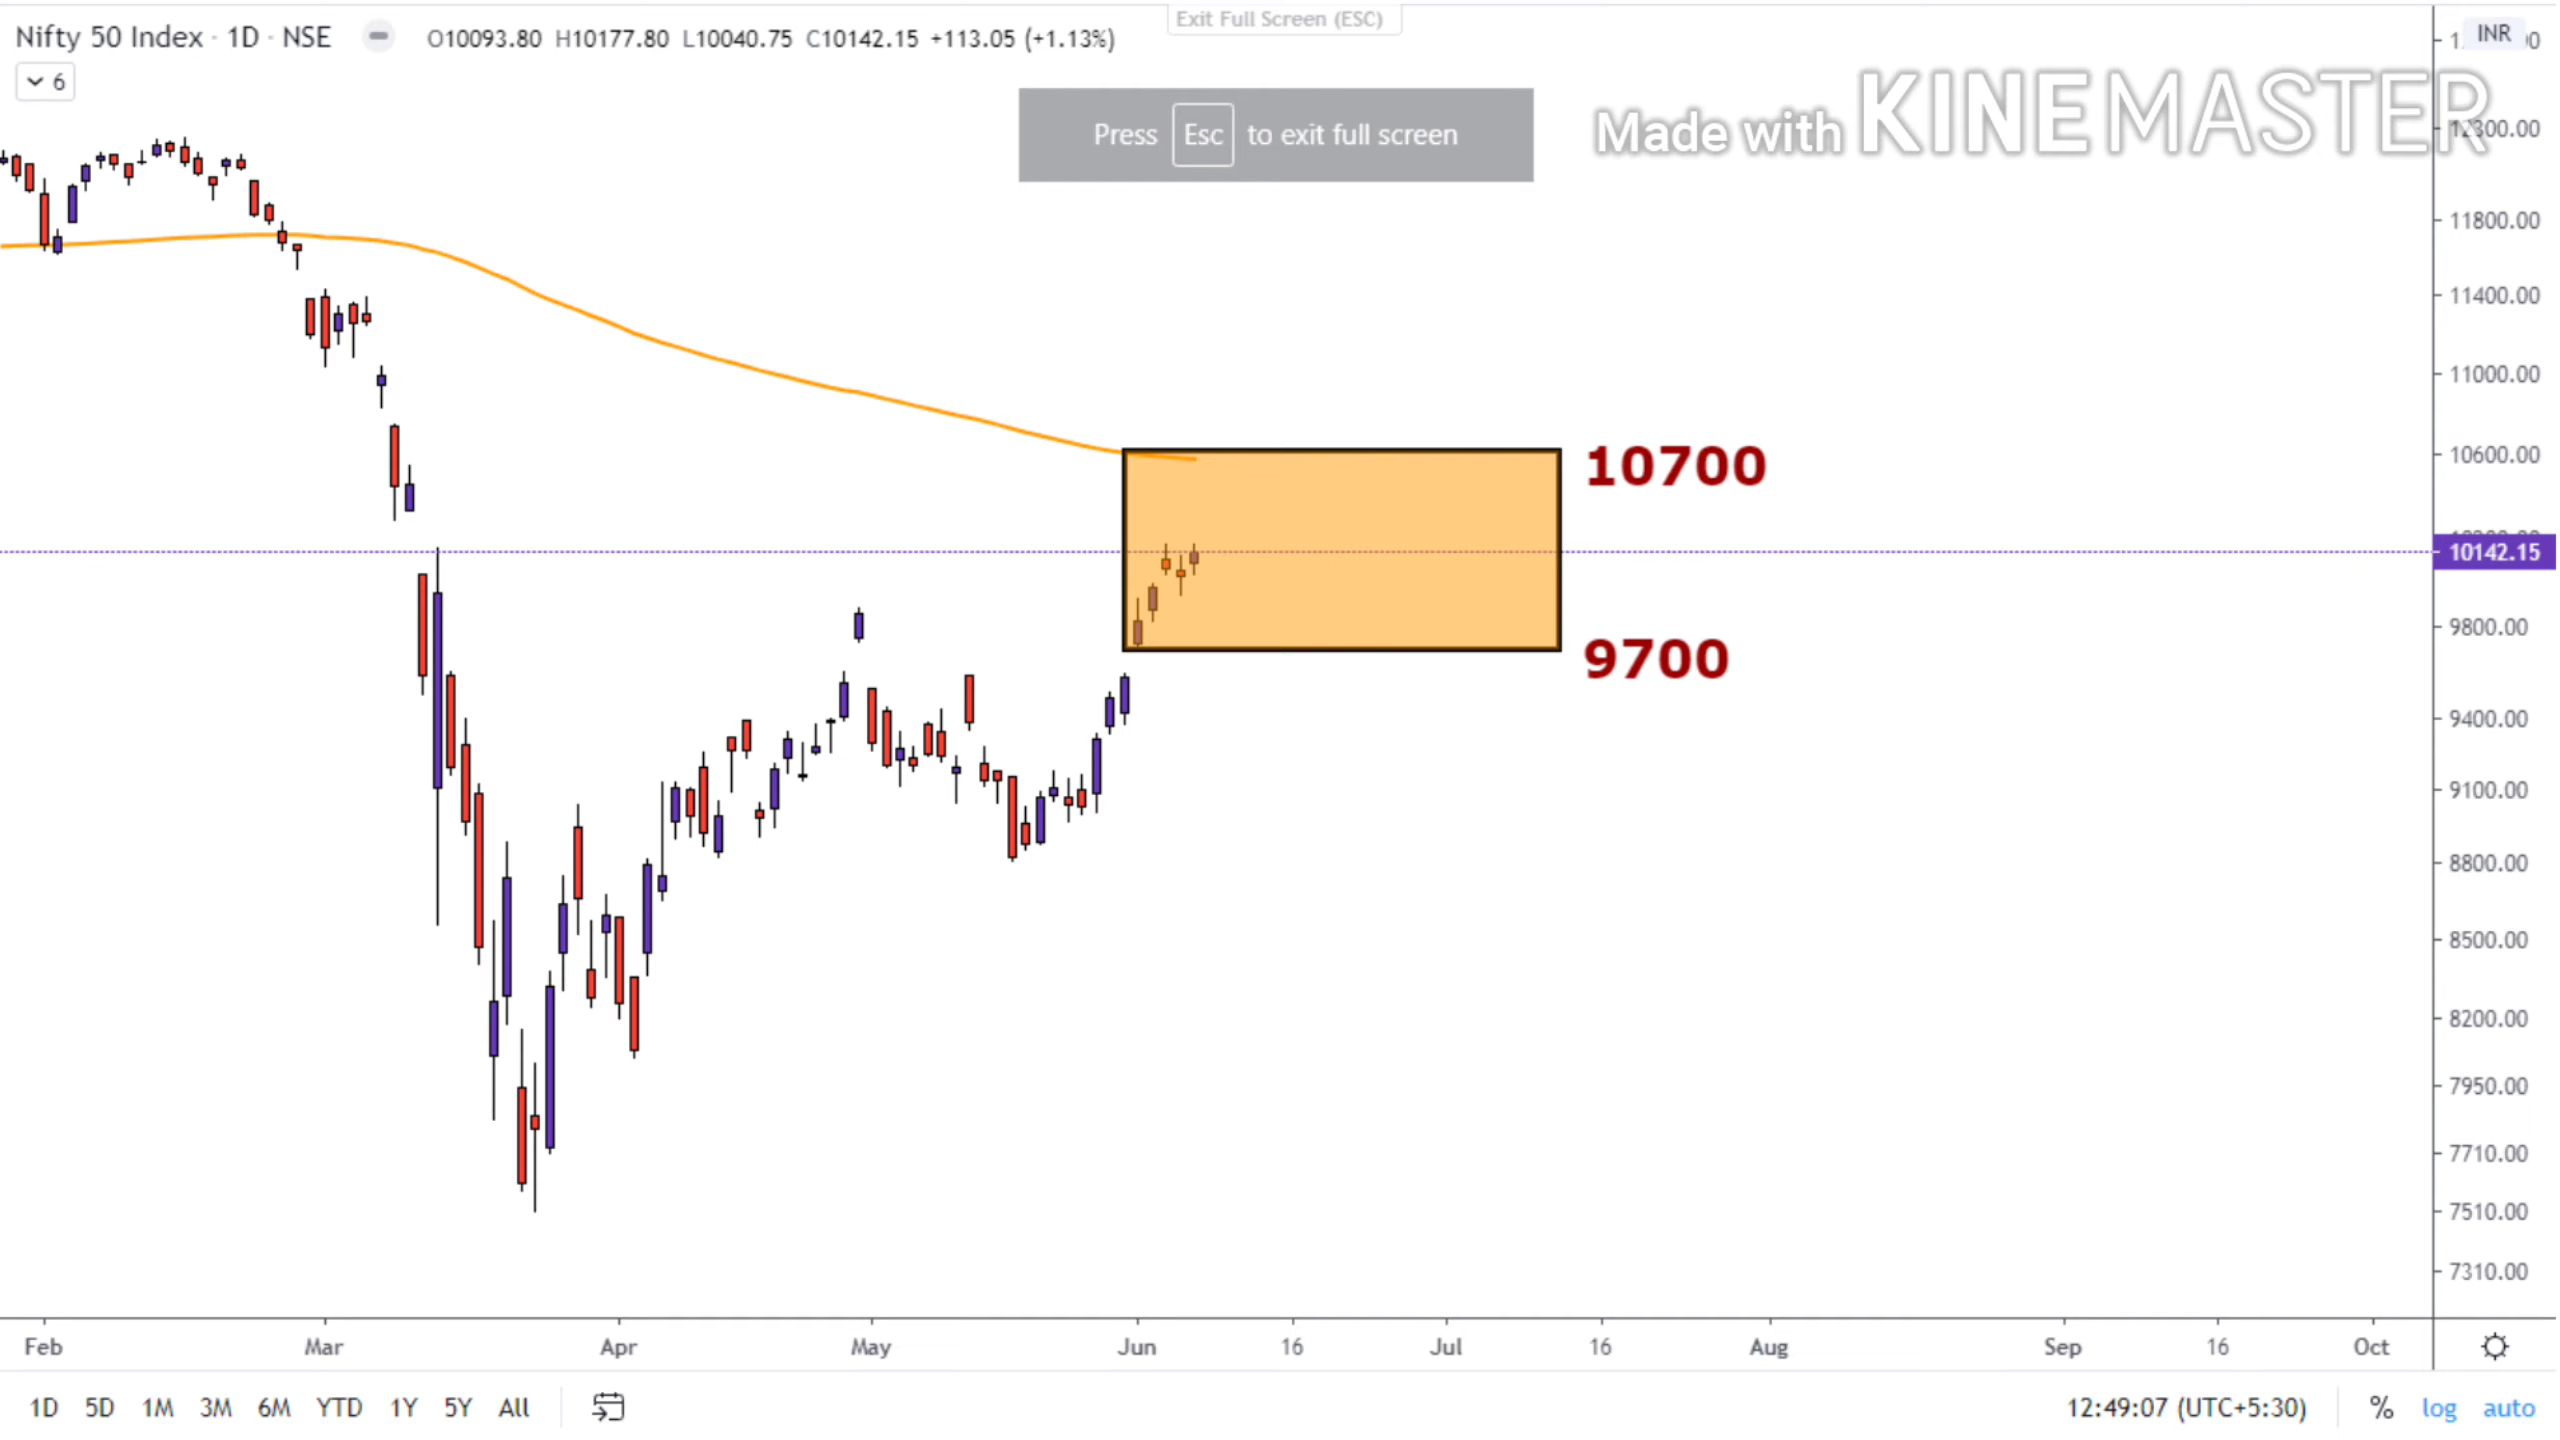 Exit Full Screen (ESC)
Nifty 50 Index · 1D · NSE O10093.80 H10177.80 L10040.75 C10142.15 +113.05 (+1.13%)
INR
6
Press Esc to exit full screen
Made with KINEMASTER
12300.00
11800.00
11400.00
11000.00
10600.00
10700
10142.15
9800.00
9700
9400.00
9100.00
8800.00
8500.00
8200.00
7950.00
7710.00
7510.00
7310.00
Feb Mar Apr May Jun 16 Jul 16 Aug Sep 16 Oct
1D 5D 1M 3M 6M YTD 1Y 5Y All 12:49:07 (UTC+5:30) % log auto